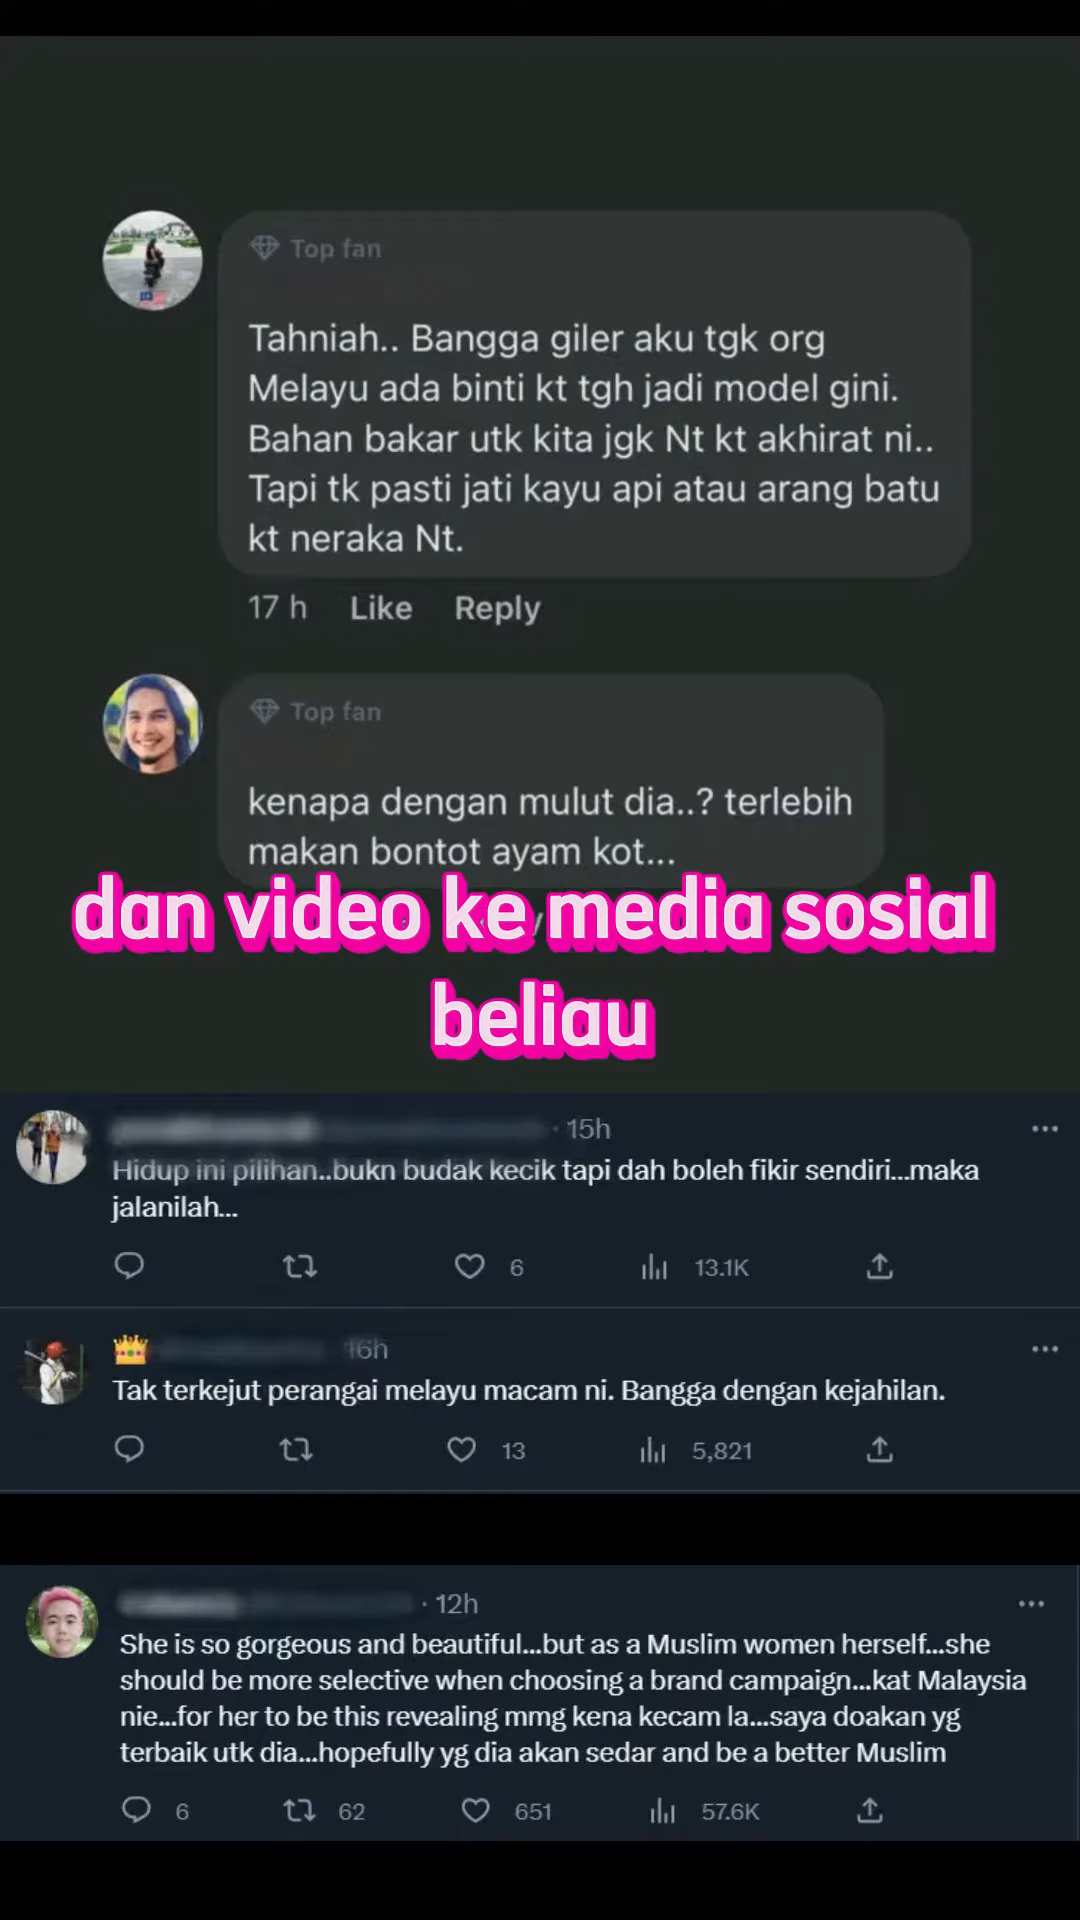 Top fan
Tahniah.. Bangga giler aku tgk org
Melayu ada binti kt tgh jadi model gini.
Bahan bakar utk kita jgk Nt kt akhirat ni..
Tapi tk pasti jati kayu api atau arang batu
kt neraka Nt.
17 h Like Reply
Top fan
kenapa dengan mulut dia..? terlebih
makan bontot ayam kot...
dan video ke media sosial
beliau
· 15h
Hidup ini pilihan..bukn budak kecik tapi dah boleh fikir sendiri...maka
jalanilah...
6 13.1K
16h
Tak terkejut perangai melayu macam ni. Bangga dengan kejahilan.
13 5,821
· 12h
She is so gorgeous and beautiful...but as a Muslim women herself...she
should be more selective when choosing a brand campaign...kat Malaysia
nie...for her to be this revealing mmg kena kecam la...saya doakan yg
terbaik utk dia...hopefully yg dia akan sedar and be a better Muslim
6 62 651 57.6K